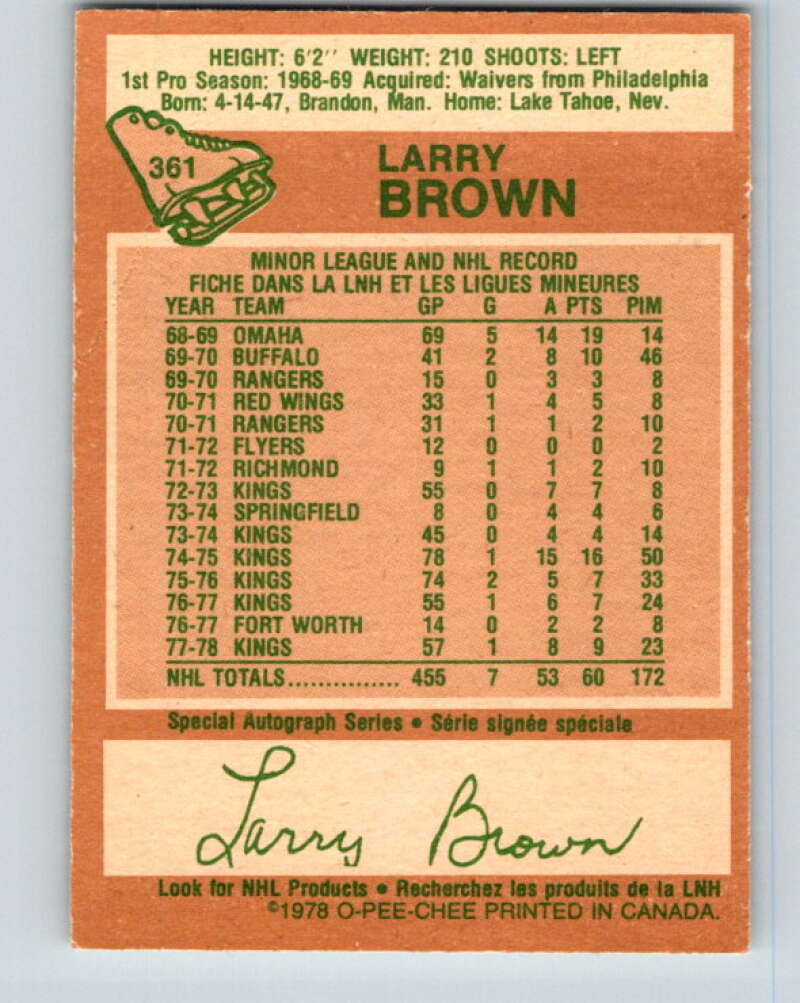 HEIGHT: 6'2'' WEIGHT: 210 SHOOTS: LEFT
1st Pro Season: 1968-69 Acquired: Waivers from Philadelphia
Born: 4-14-47, Brandon, Man. Home: Lake Tahoe, Nev.
361
LARRY
BROWN
MINOR LEAGUE AND NHL RECORD
FICHE DANS LA LNH ET LES LIGUES MINEURES
YEAR TEAM GP G A PTS PIM
68-69 OMAHA 69 5 14 19 14
69-70 BUFFALO 41 2 8 10 46
69-70 RANGERS 15 0 3 3 8
70-71 RED WINGS 33 1 4 5 8
70-71 RANGERS 31 1 1 2 10
71-72 FLYERS 12 0 0 0 2
71-72 RICHMOND 9 1 1 2 10
72-73 KINGS 55 0 7 7 8
73-74 SPRINGFIELD 8 0 4 4 6
73-74 KINGS 45 0 4 4 14
74-75 KINGS 78 1 15 16 50
75-76 KINGS 74 2 5 7 33
76-77 KINGS 55 1 6 7 24
76-77 FORT WORTH 14 0 2 2 8
77-78 KINGS 57 1 8 9 23
NHL TOTALS............... 455 7 53 60 172
Special Autograph Series • Série signée spéciale
Larry Brown
Look for NHL Products • Recherchez les produits de la LNH
©1978 O-PEE-CHEE PRINTED IN CANADA.